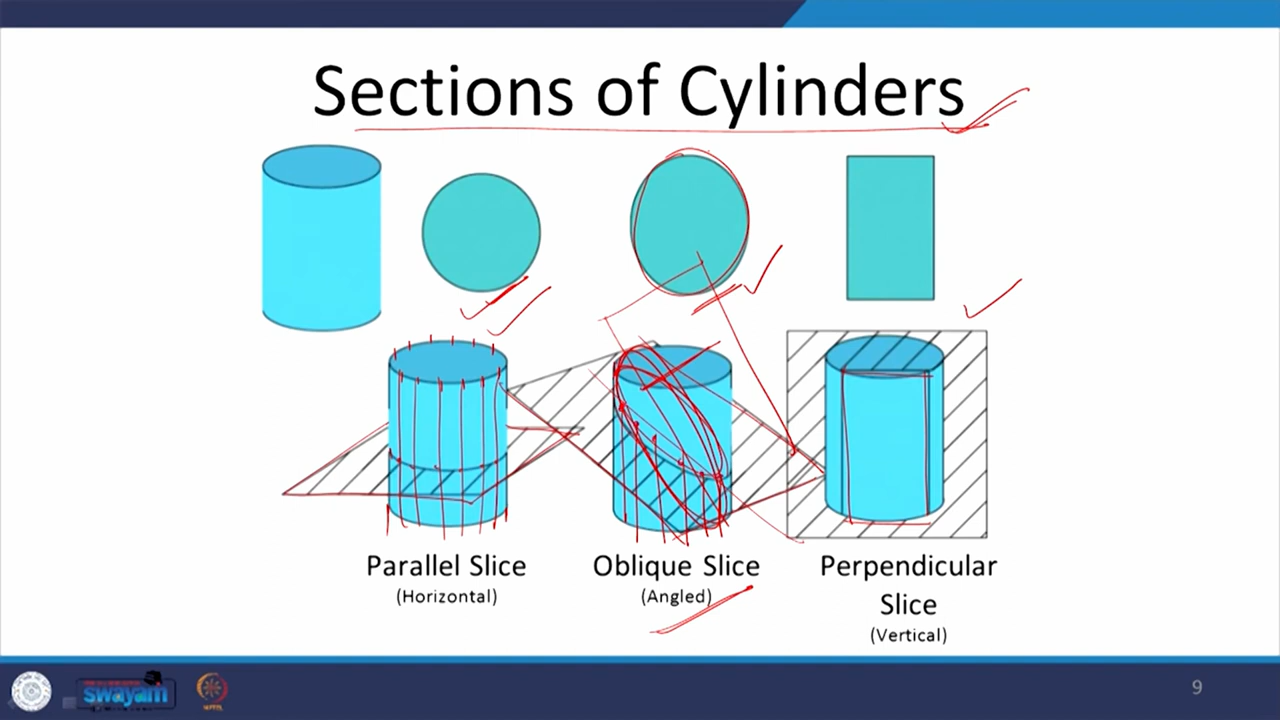 Sections of Cylinders
Parallel Slice
(Horizontal)
Oblique Slice
(Angled)
Perpendicular
Slice
(Vertical)
swayam
9